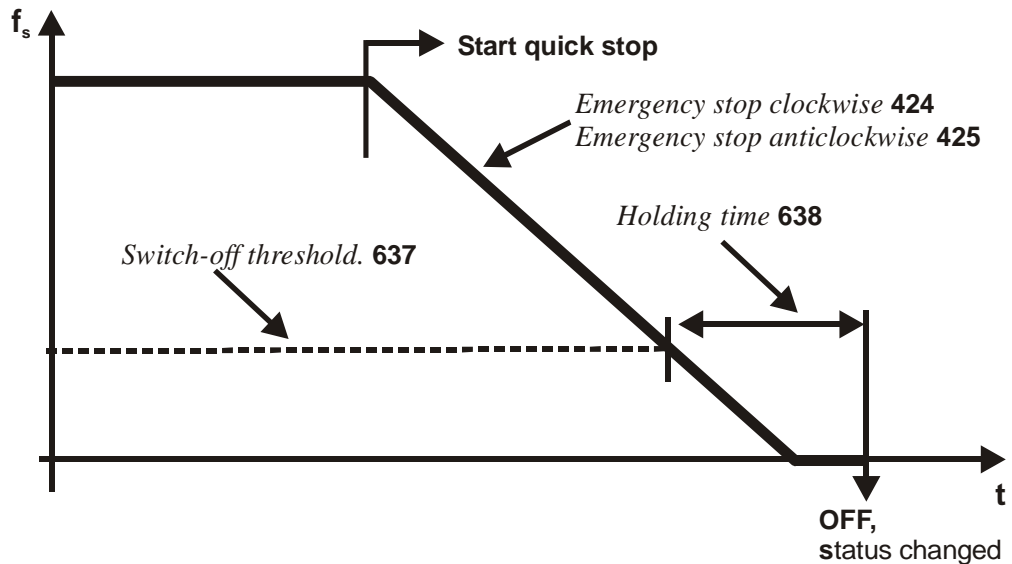 fs
Start quick stop
Emergency stop clockwise 424
Emergency stop anticlockwise 425
Holding time 638
Switch-off threshold. 637
t
OFF,
status changed